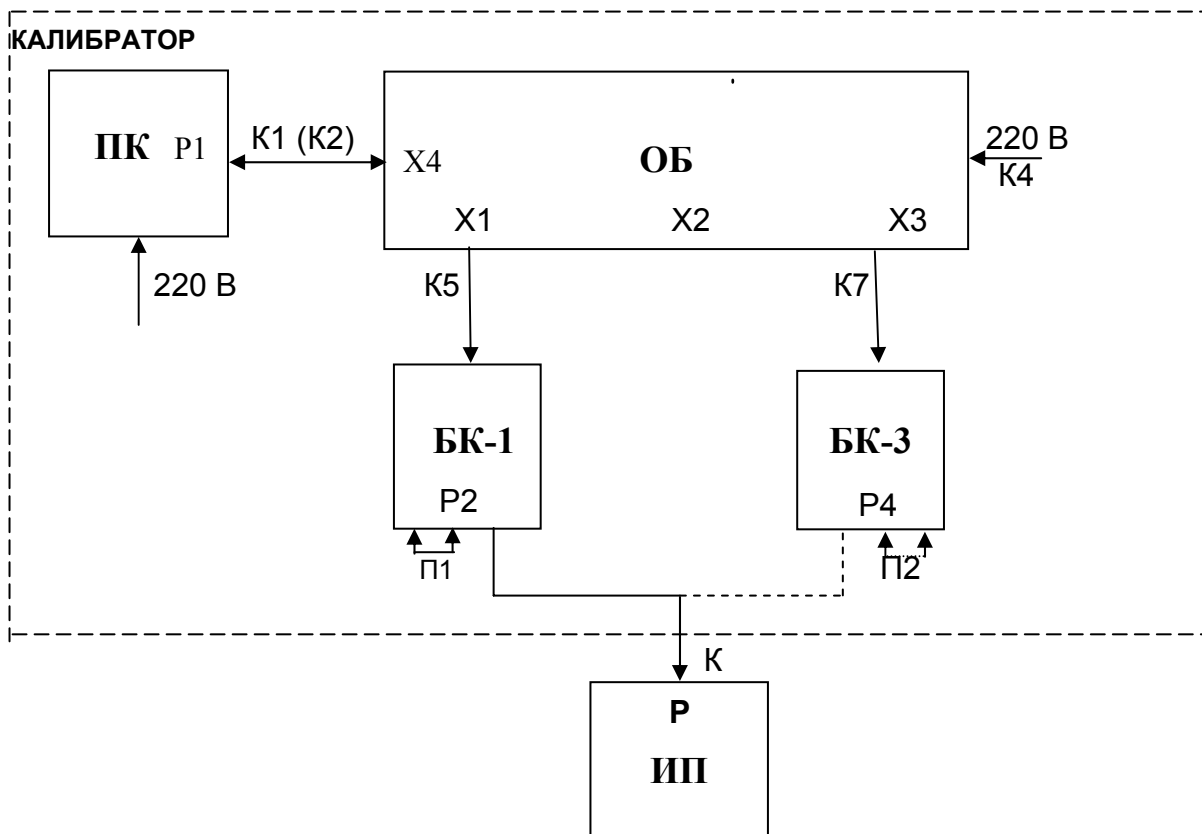 КАЛИБРАТОР
ПК Р1
К1 (К2)
Х4
ОБ
220 В
К4
Х1 Х2 Х3
220 В
К5
К7
БК-1
БК-3
Р2
Р4
П1
П2
К
Р
ИП